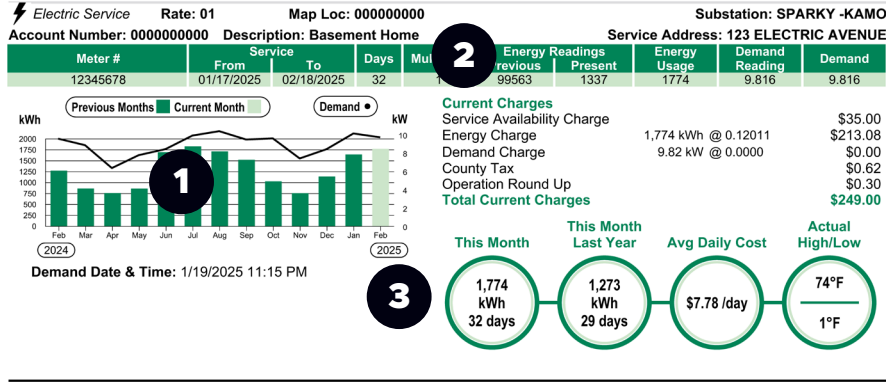 Electric Service Rate: 01 Map Loc: 000000000 Substation: SPARKY -KAMO
Account Number: 0000000000 Description: Basement Home Service Address: 123 ELECTRIC AVENUE
Meter # Service From To Days Energy Readings Previous Present Energy Usage Demand Reading Demand
12345678 01/17/2025 02/18/2025 32 1 99563 1337 1774 9.816 9.816
2
Previous Months Current Month Demand
kWh kW
2000 1750 1500 1250 1000 750 500 250 0
10 8 6 4 2 0
1
Feb Mar Apr May Jun Jul Aug Sep Oct Nov Dec Jan Feb
2024 2025
Demand Date & Time: 1/19/2025 11:15 PM
Current Charges
Service Availability Charge $35.00
Energy Charge 1,774 kWh @ 0.12011 $213.08
Demand Charge 9.82 kW @ 0.0000 $0.00
County Tax $0.62
Operation Round Up $0.30
Total Current Charges $249.00
3
This Month
1,774
kWh
32 days
This Month
Last Year
1,273
kWh
29 days
Avg Daily Cost
$7.78 /day
Actual
High/Low
74°F
1°F